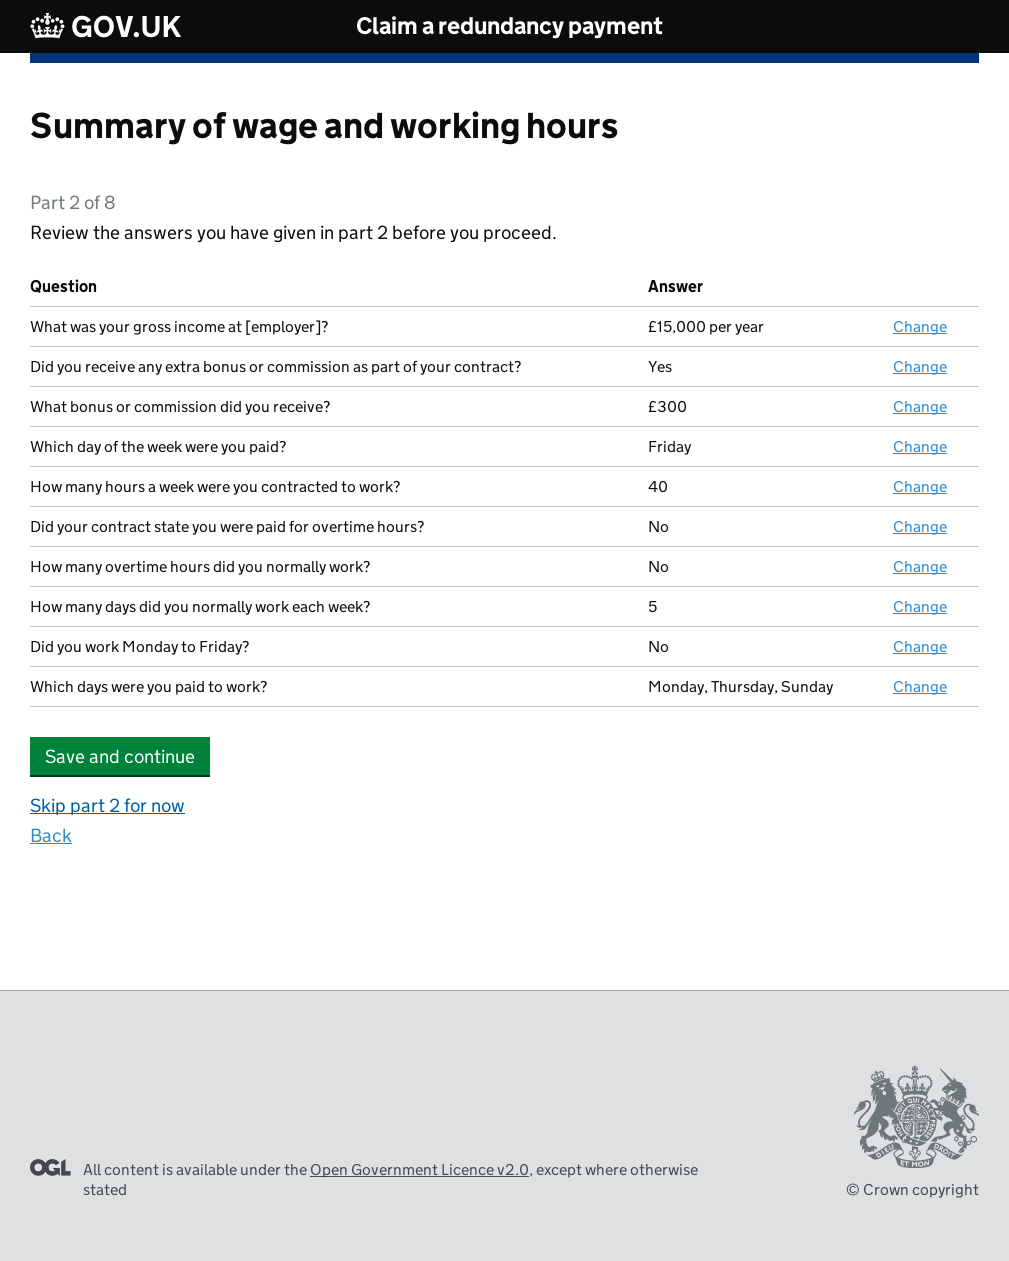 GOV.UK Claim a redundancy payment
Summary of wage and working hours
Part 2 of 8
Review the answers you have given in part 2 before you proceed.
Question Answer
What was your gross income at [employer]? £15,000 per year Change
Did you receive any extra bonus or commission as part of your contract? Yes Change
What bonus or commission did you receive? £300 Change
Which day of the week were you paid? Friday Change
How many hours a week were you contracted to work? 40 Change
Did your contract state you were paid for overtime hours? No Change
How many overtime hours did you normally work? No Change
How many days did you normally work each week? 5 Change
Did you work Monday to Friday? No Change
Which days were you paid to work? Monday, Thursday, Sunday Change
Save and continue
Skip part 2 for now
Back
OGL All content is available under the Open Government Licence v2.0, except where otherwise
stated
DIEU ET MON DROIT
© Crown copyright